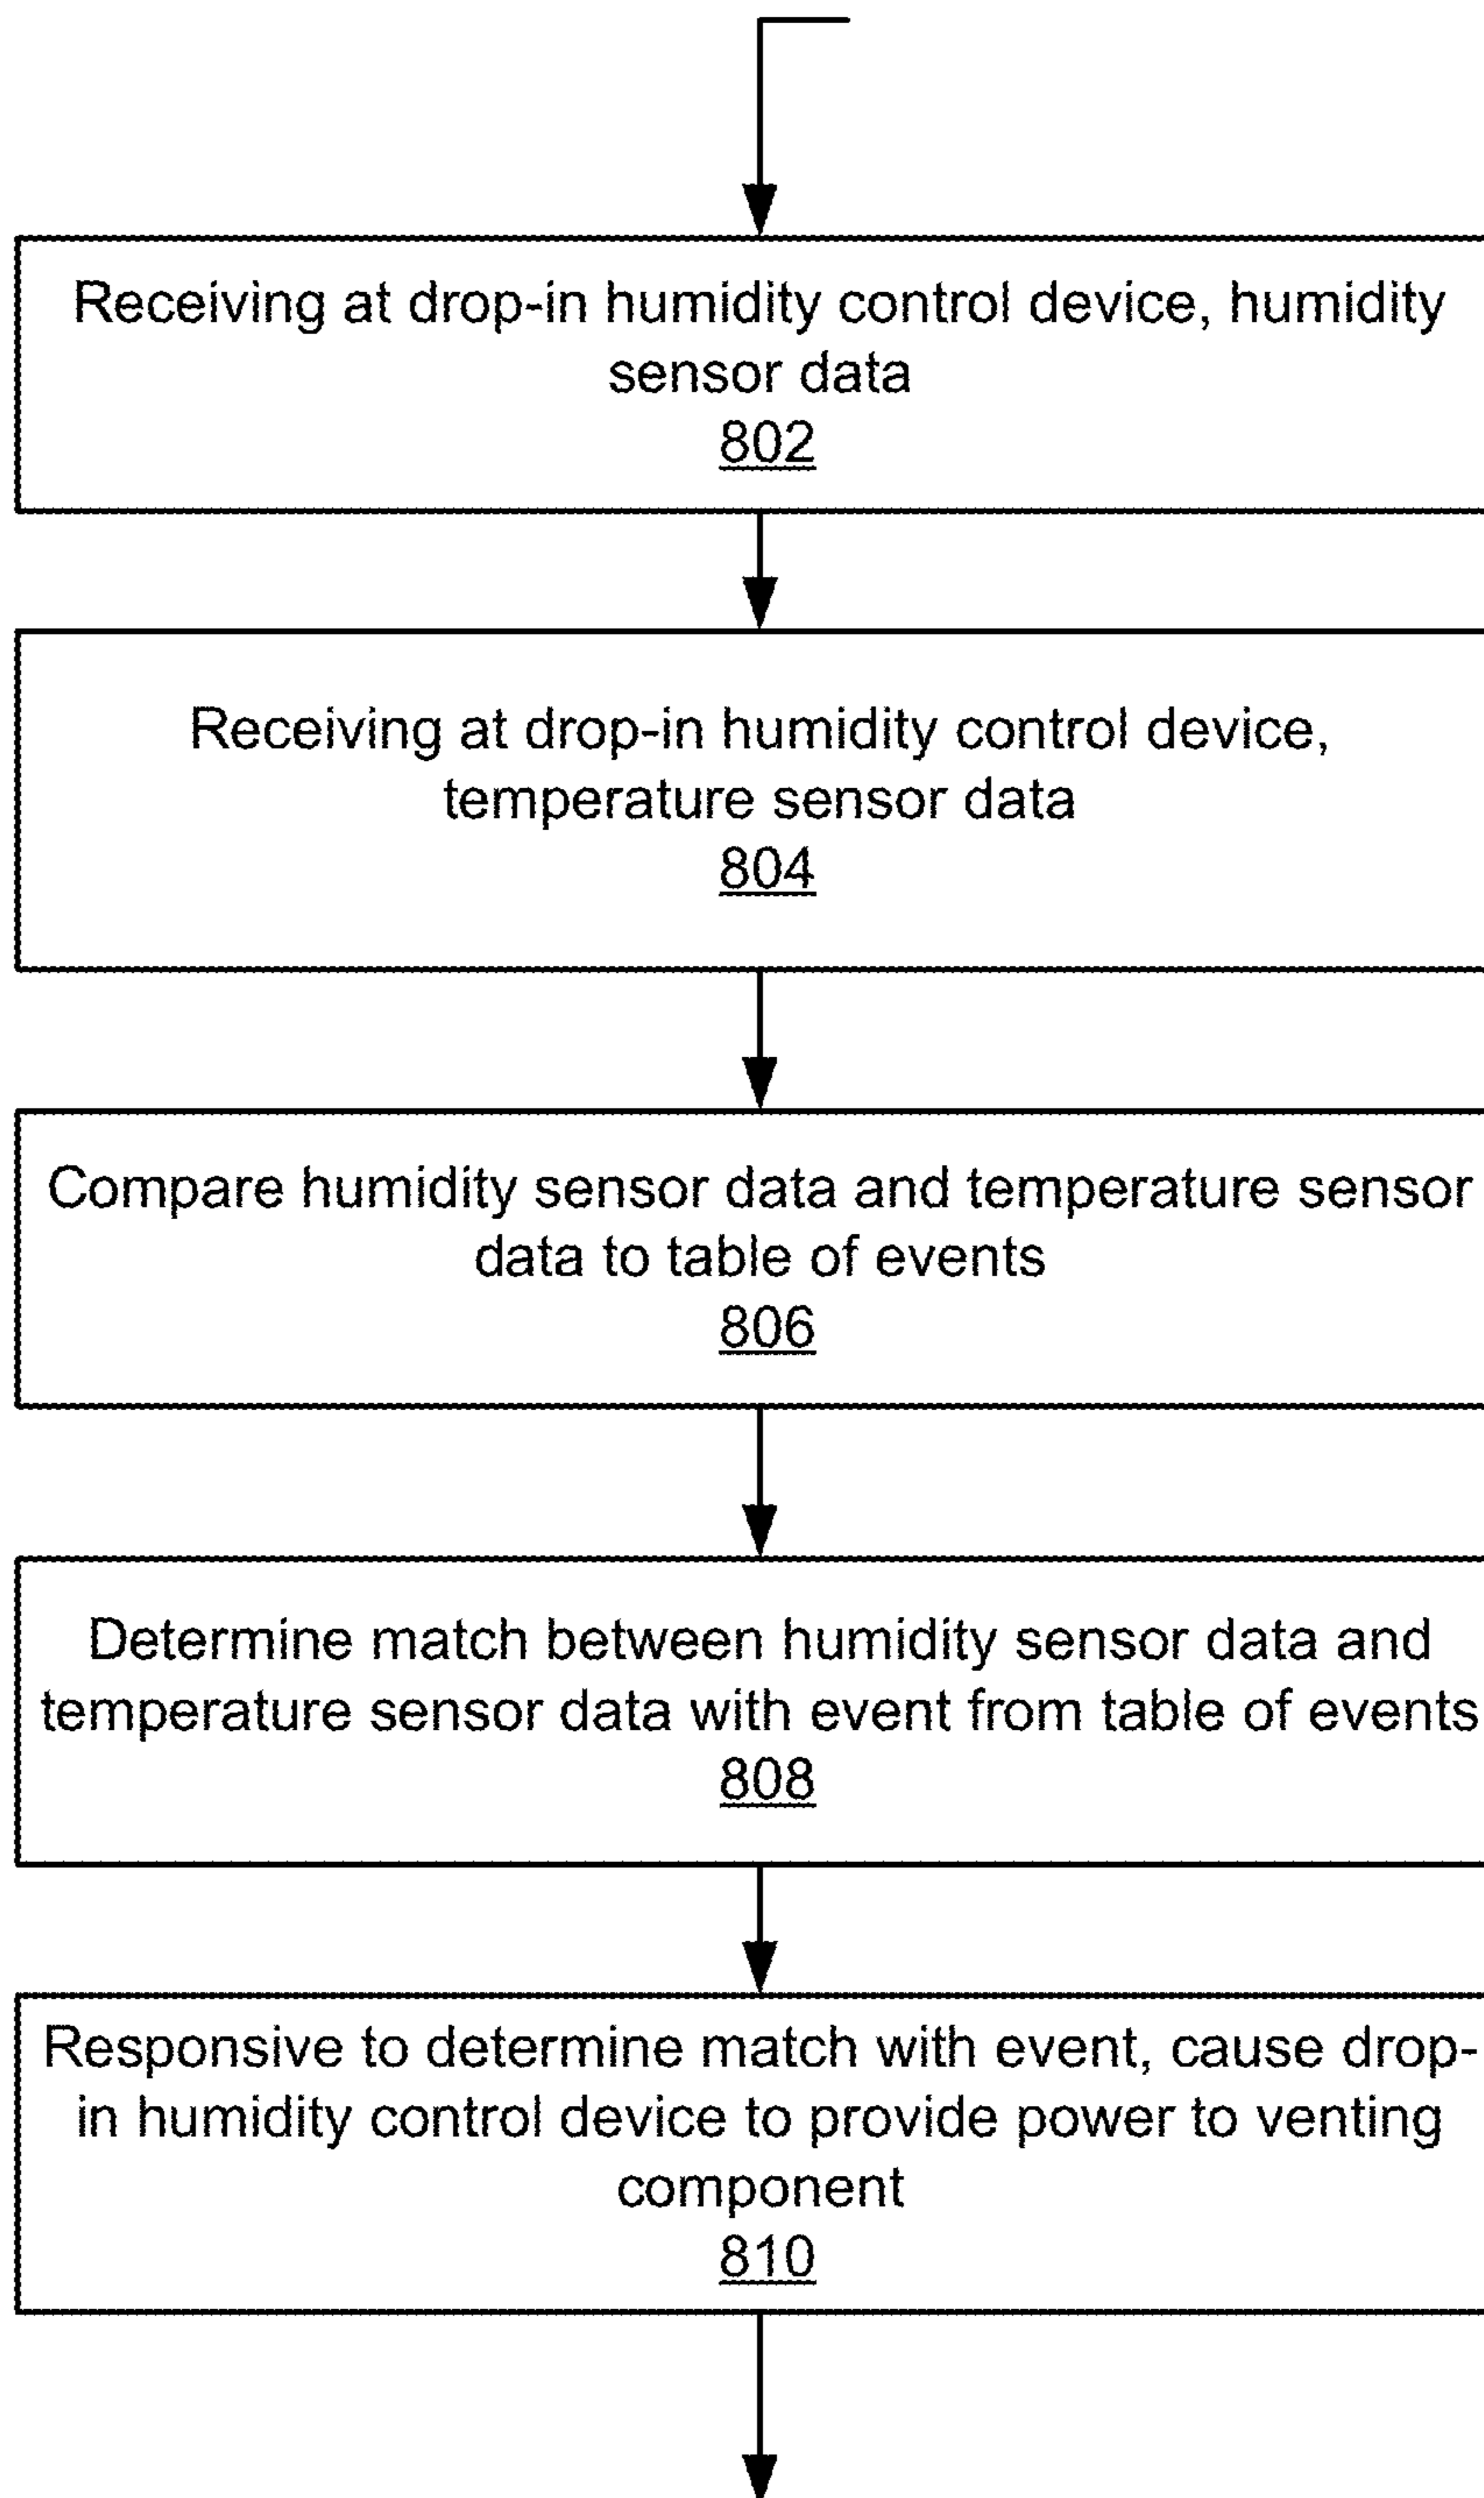 Receiving at drop-in humidity control device, humidity
sensor data
802
Receiving at drop-in humidity control device,
temperature sensor data
804
Compare humidity sensor data and temperature sensor
data to table of events
806
Determine match between humidity sensor data and
temperature sensor data with event from table of events
808
Responsive to determine match with event, cause drop-
in humidity control device to provide power to venting
component
810